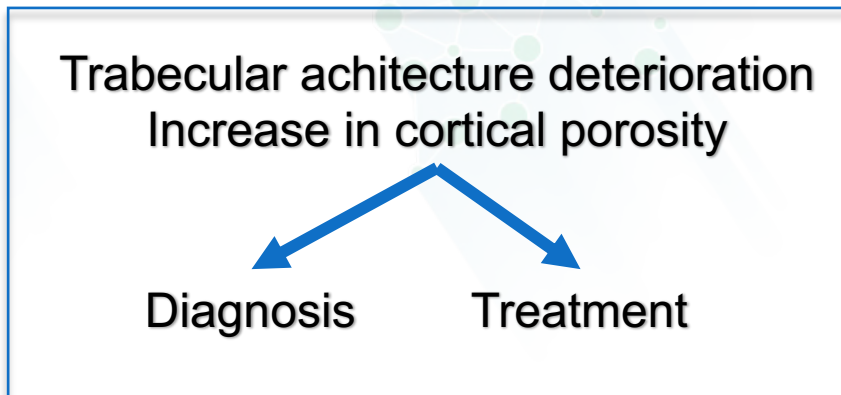 Trabecular achitecture deterioration
Increase in cortical porosity
Diagnosis Treatment